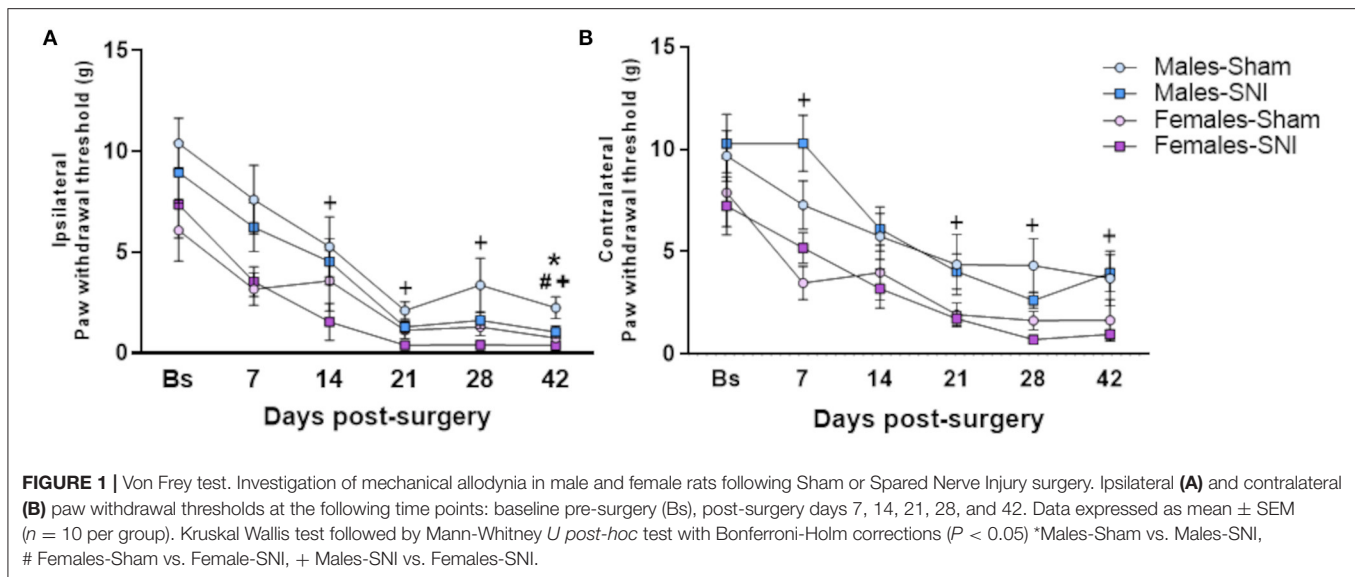 A
15
10
5
0
Ipsilateral
Paw withdrawal threshold (g)
+
+
+
*
# +
Bs 7 14 21 28 42
Days post-surgery
B
15
10
5
0
Contralateral
Paw withdrawal threshold (g)
+
+
+
+
Bs 7 14 21 28 42
Days post-surgery
Males-Sham
Males-SNI
Females-Sham
Females-SNI
FIGURE 1 | Von Frey test. Investigation of mechanical allodynia in male and female rats following Sham or Spared Nerve Injury surgery. Ipsilateral (A) and contralateral
(B) paw withdrawal thresholds at the following time points: baseline pre-surgery (Bs), post-surgery days 7, 14, 21, 28, and 42. Data expressed as mean ± SEM
(n = 10 per group). Kruskal Wallis test followed by Mann-Whitney U post-hoc test with Bonferroni-Holm corrections (P < 0.05) *Males-Sham vs. Males-SNI,
# Females-Sham vs. Female-SNI, + Males-SNI vs. Females-SNI.